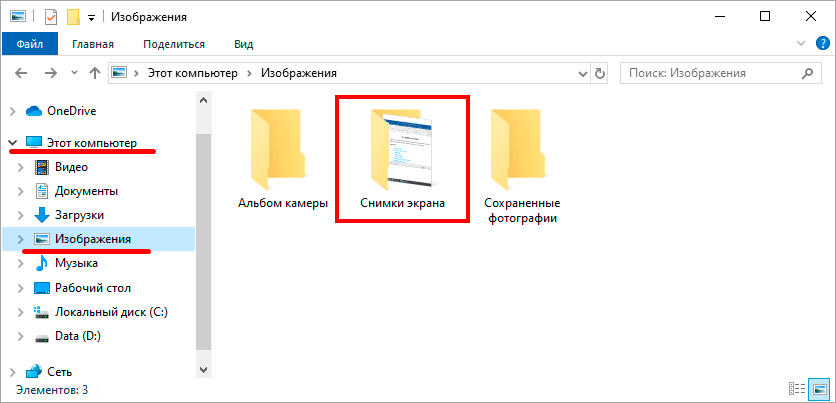 Изображения
Файл
Главная
Поделиться
Вид
Этот компьютер
Изображения
Поиск: Изображения
OneDrive
Этот компьютер
Видео
Документы
Загрузки
Изображения
Музыка
Рабочий стол
Локальный диск (C:)
Data (D:)
Сеть
Альбом камеры
Снимки экрана
Сохраненные
фотографии
Элементов: 3